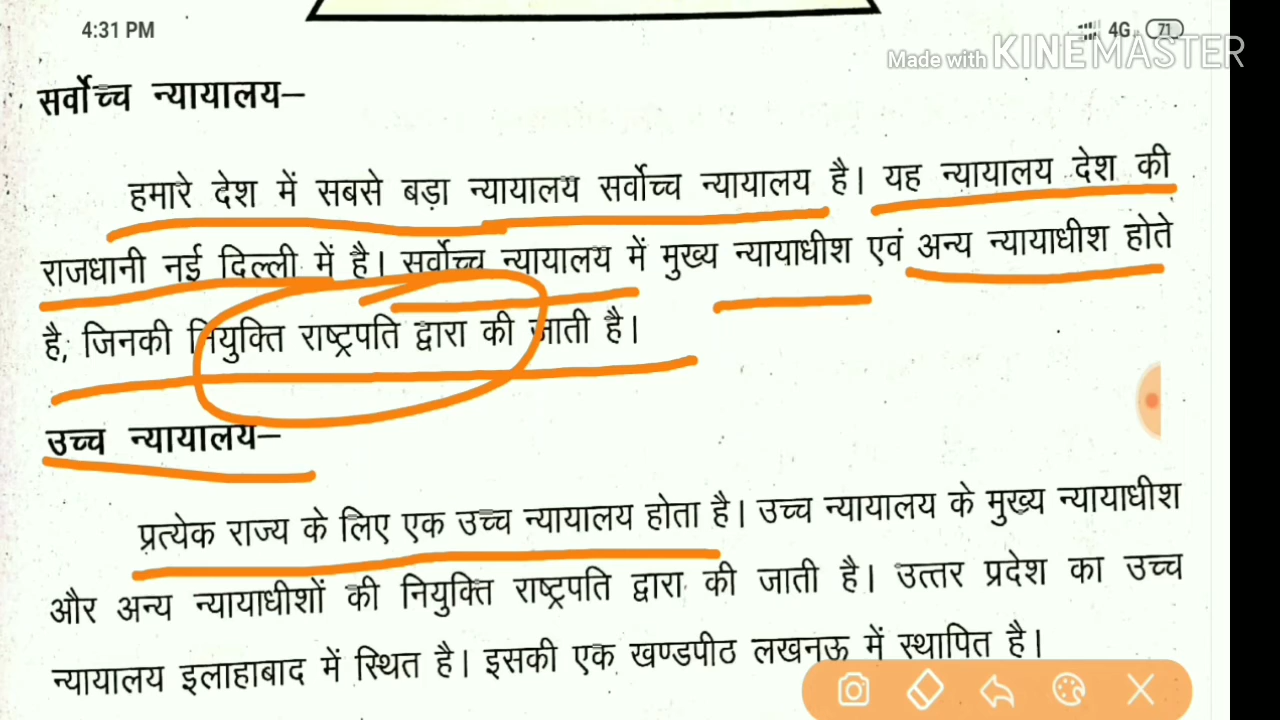 4:31 PM
4G 71
Made with KINEMASTER
सर्वोच्च न्यायालय–
हमारे देश में सबसे बड़ा न्यायालय सर्वोच्च न्यायालय है। यह न्यायालय देश की
राजधानी नई दिल्ली में है। सर्वोच्च न्यायालय में मुख्य न्यायाधीश एवं अन्य न्यायाधीश होते
है, जिनकी नियुक्ति राष्ट्रपति द्वारा की जाती है।
उच्च न्यायालय–
प्रत्येक राज्य के लिए एक उच्च न्यायालय होता है। उच्च न्यायालय के मुख्य न्यायाधीश
और अन्य न्यायाधीशों की नियुक्ति राष्ट्रपति द्वारा की जाती है। उत्तर प्रदेश का उच्च
न्यायालय इलाहाबाद में स्थित है। इसकी एक खण्डपीठ लखनऊ में स्थापित है।